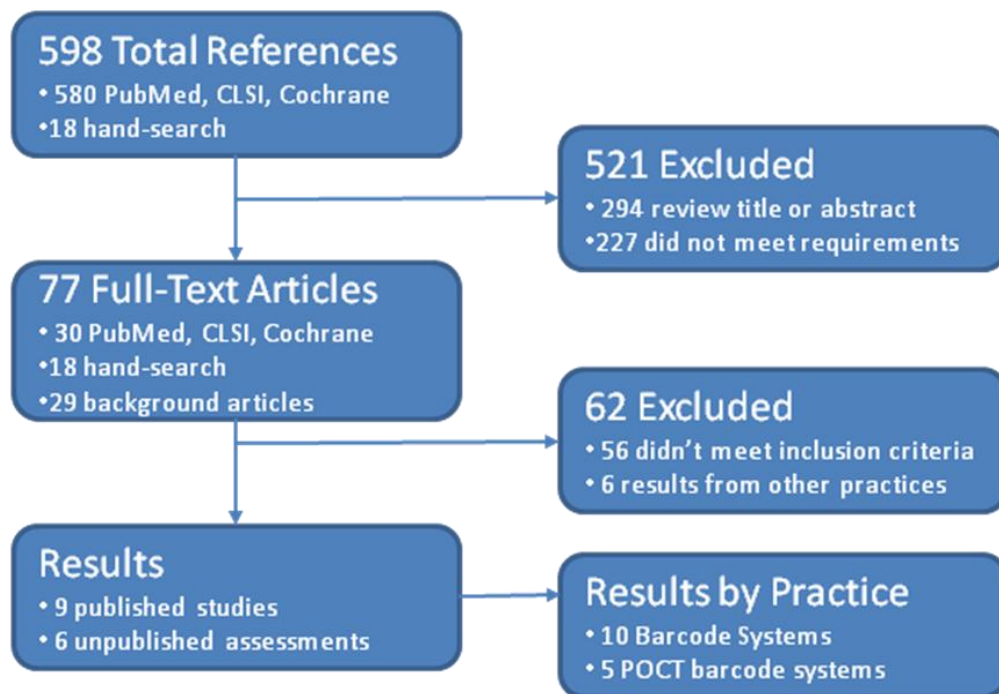 598 Total References
• 580 PubMed, CLSI, Cochrane
•18 hand-search
521 Excluded
• 294 review title or abstract
•227 did not meet requirements
77 Full-Text Articles
• 30 PubMed, CLSI, Cochrane
•18 hand-search
•29 background articles
62 Excluded
• 56 didn’t meet inclusion criteria
• 6 results from other practices
Results
• 9 published studies
• 6 unpublished assessments
Results by Practice
• 10 Barcode Systems
• 5 POCT barcode systems